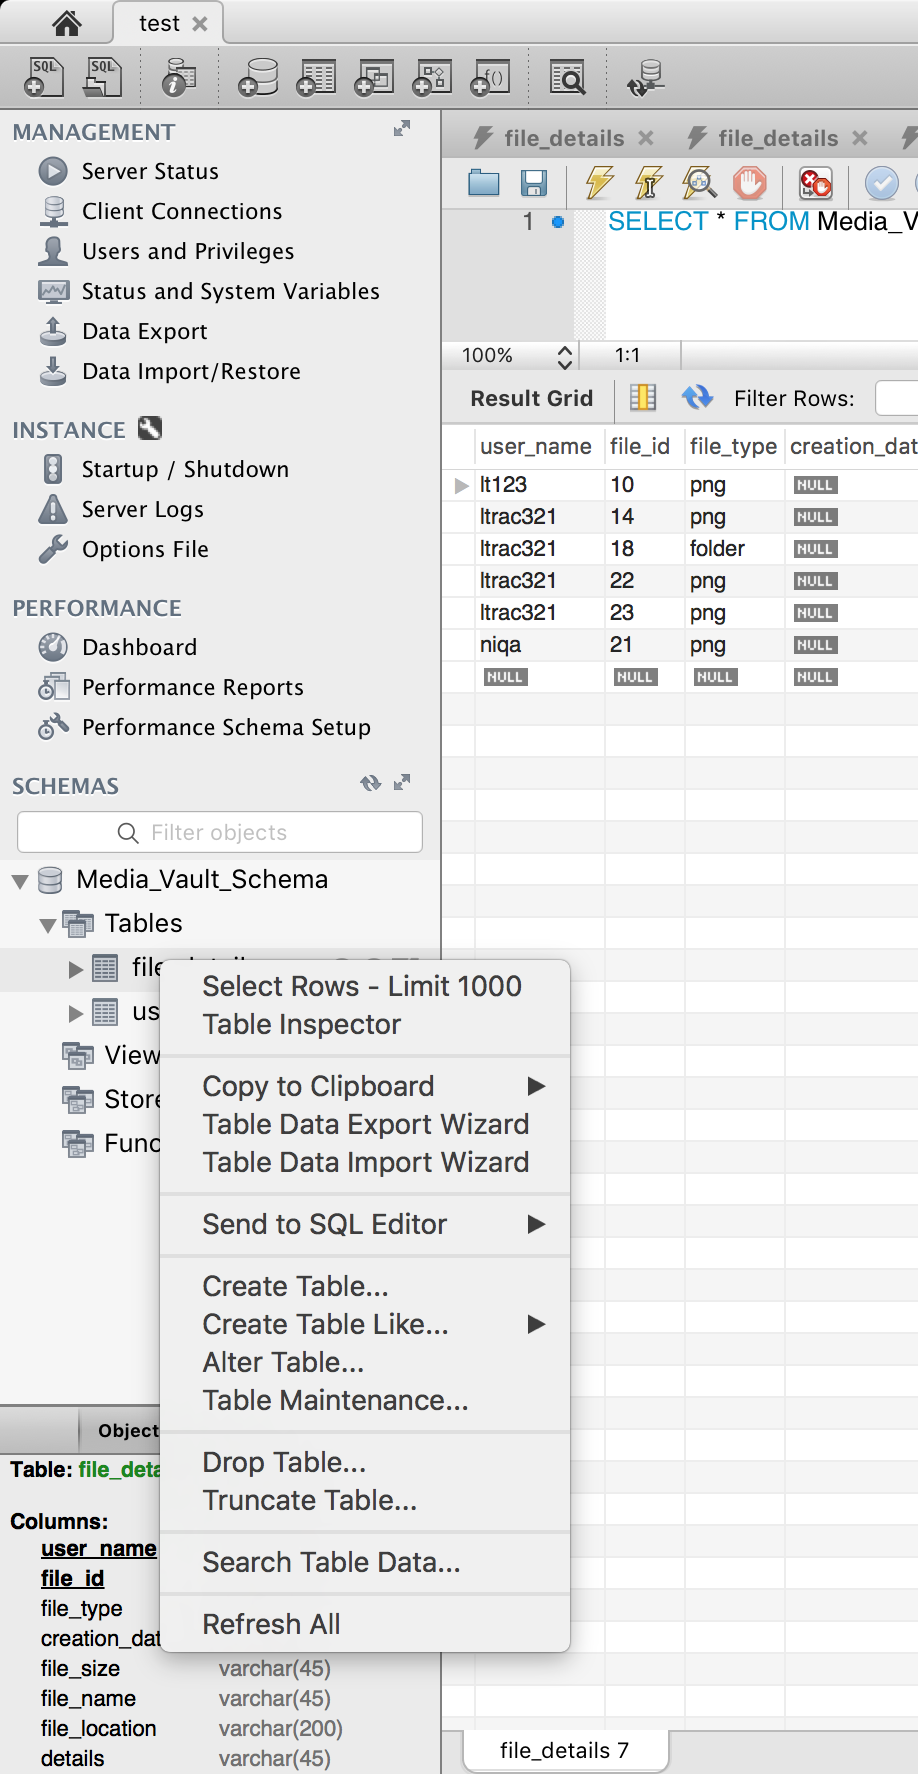 test
SQL
SQL
f()
MANAGEMENT
Server Status
Client Connections
Users and Privileges
Status and System Variables
Data Export
Data Import/Restore
INSTANCE
Startup / Shutdown
Server Logs
Options File
PERFORMANCE
Dashboard
Performance Reports
Performance Schema Setup
SCHEMAS
Filter objects
Media_Vault_Schema
Tables
file
us
View
Store
Func
Select Rows - Limit 1000
Table Inspector
Copy to Clipboard
Table Data Export Wizard
Table Data Import Wizard
Send to SQL Editor
Create Table...
Create Table Like...
Alter Table...
Table Maintenance...
Drop Table...
Truncate Table...
Search Table Data...
Refresh All
Object
Table: file_deta
Columns:
user_name
file_id
file_type
creation_dat
file_size varchar(45)
file_name varchar(45)
file_location varchar(200)
details varchar(45)
file_details file_details
1 SELECT * FROM Media_V
100% 1:1
Result Grid Filter Rows:
user_name file_id file_type creation_dat
lt123 10 png NULL
ltrac321 14 png NULL
ltrac321 18 folder NULL
ltrac321 22 png NULL
ltrac321 23 png NULL
niqa 21 png NULL
NULL NULL NULL NULL
file_details 7